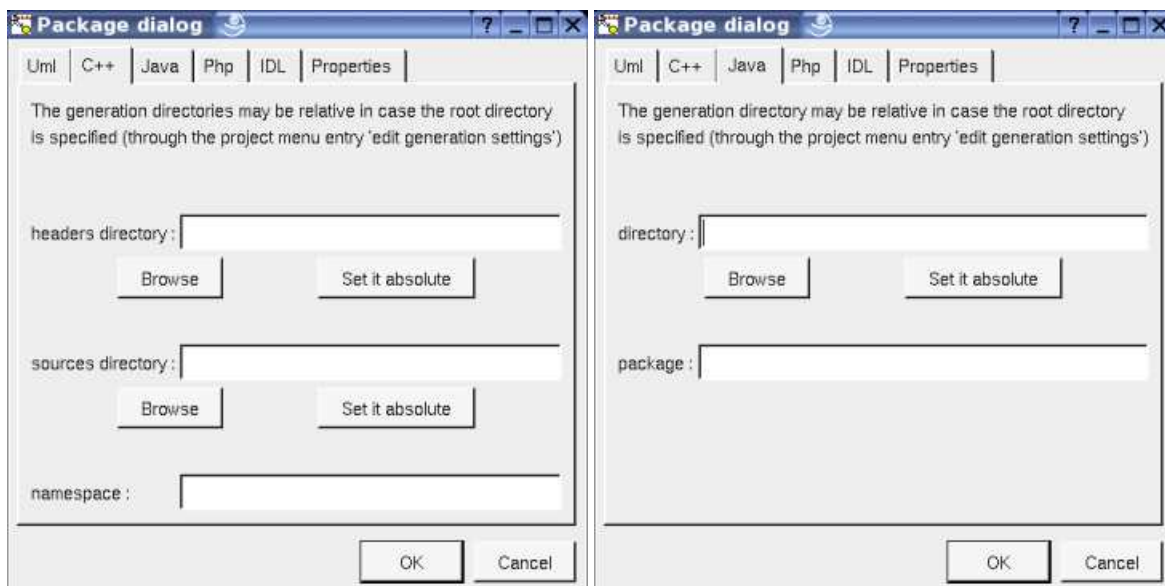 Package dialog
?
Uml C++ Java Php IDL Properties
The generation directories may be relative in case the root directory
is specified (through the project menu entry 'edit generation settings')
headers directory :
Browse Set it absolute
sources directory :
Browse Set it absolute
namespace :
OK Cancel
Package dialog
?
Uml C++ Java Php IDL Properties
The generation directory may be relative in case the root directory
is specified (through the project menu entry 'edit generation settings')
directory :
Browse Set it absolute
package :
OK Cancel